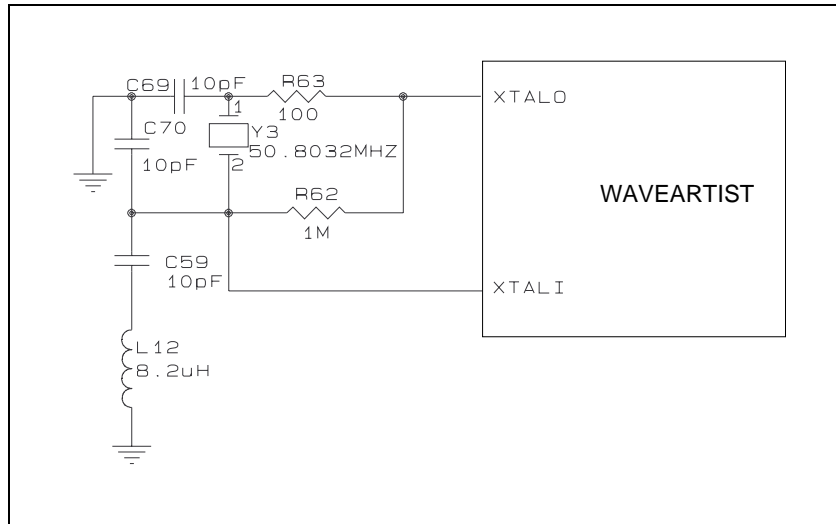 C69
10pF
R63
100
XTALO
C70
10pF
1
Y3
50.8032MHZ
2
WAVEARTIST
R62
1M
C59
10pF
XTALI
L12
8.2uH